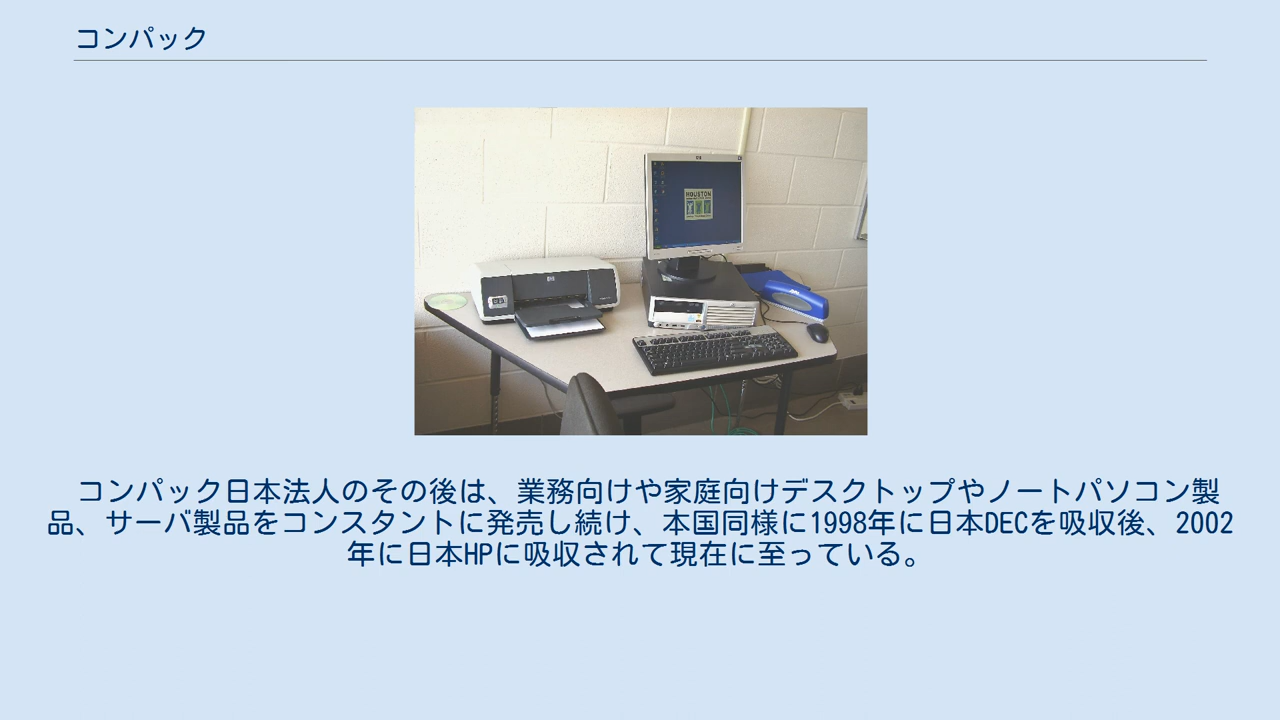 コンパック
HOUSTON
コンパック日本法人のその後は、業務向けや家庭向けデスクトップやノートパソコン製
品、サーバ製品をコンスタントに発売し続け、本国同様に1998年に日本DECを吸収後、2002
年に日本HPに吸収されて現在に至っている。